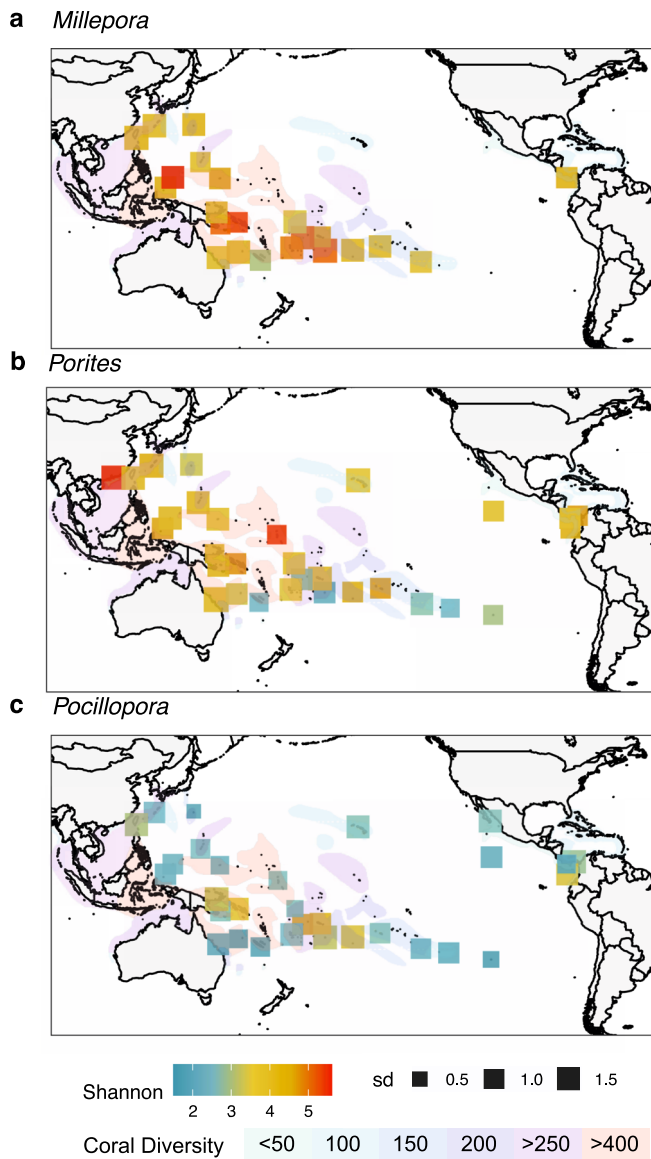 a Millepora
b Porites
c Pocillopora
Shannon 2 3 4 5 sd 0.5 1.0 1.5
Coral Diversity <50 100 150 200 >250 >400